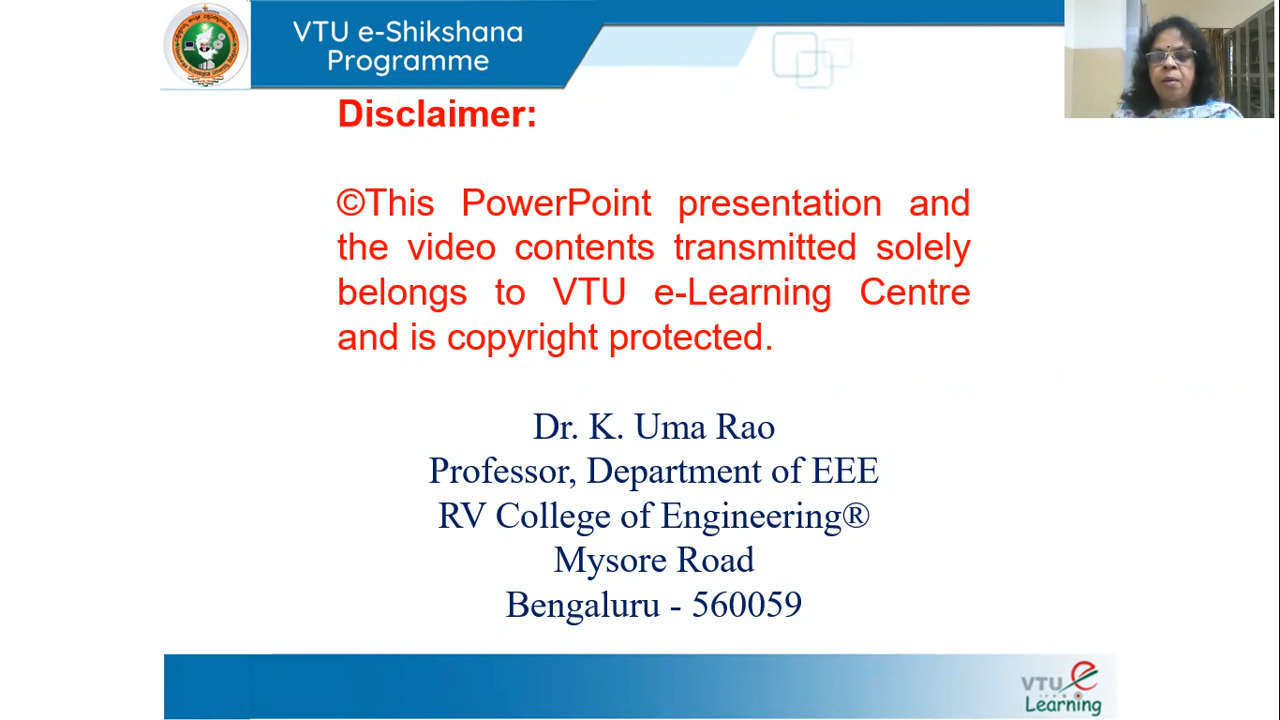 VTU e-Shikshana
Programme
Disclaimer:
©This PowerPoint presentation and
the video contents transmitted solely
belongs to VTU e-Learning Centre
and is copyright protected.
Dr. K. Uma Rao
Professor, Department of EEE
RV College of Engineering®
Mysore Road
Bengaluru - 560059
VTU e
Learning